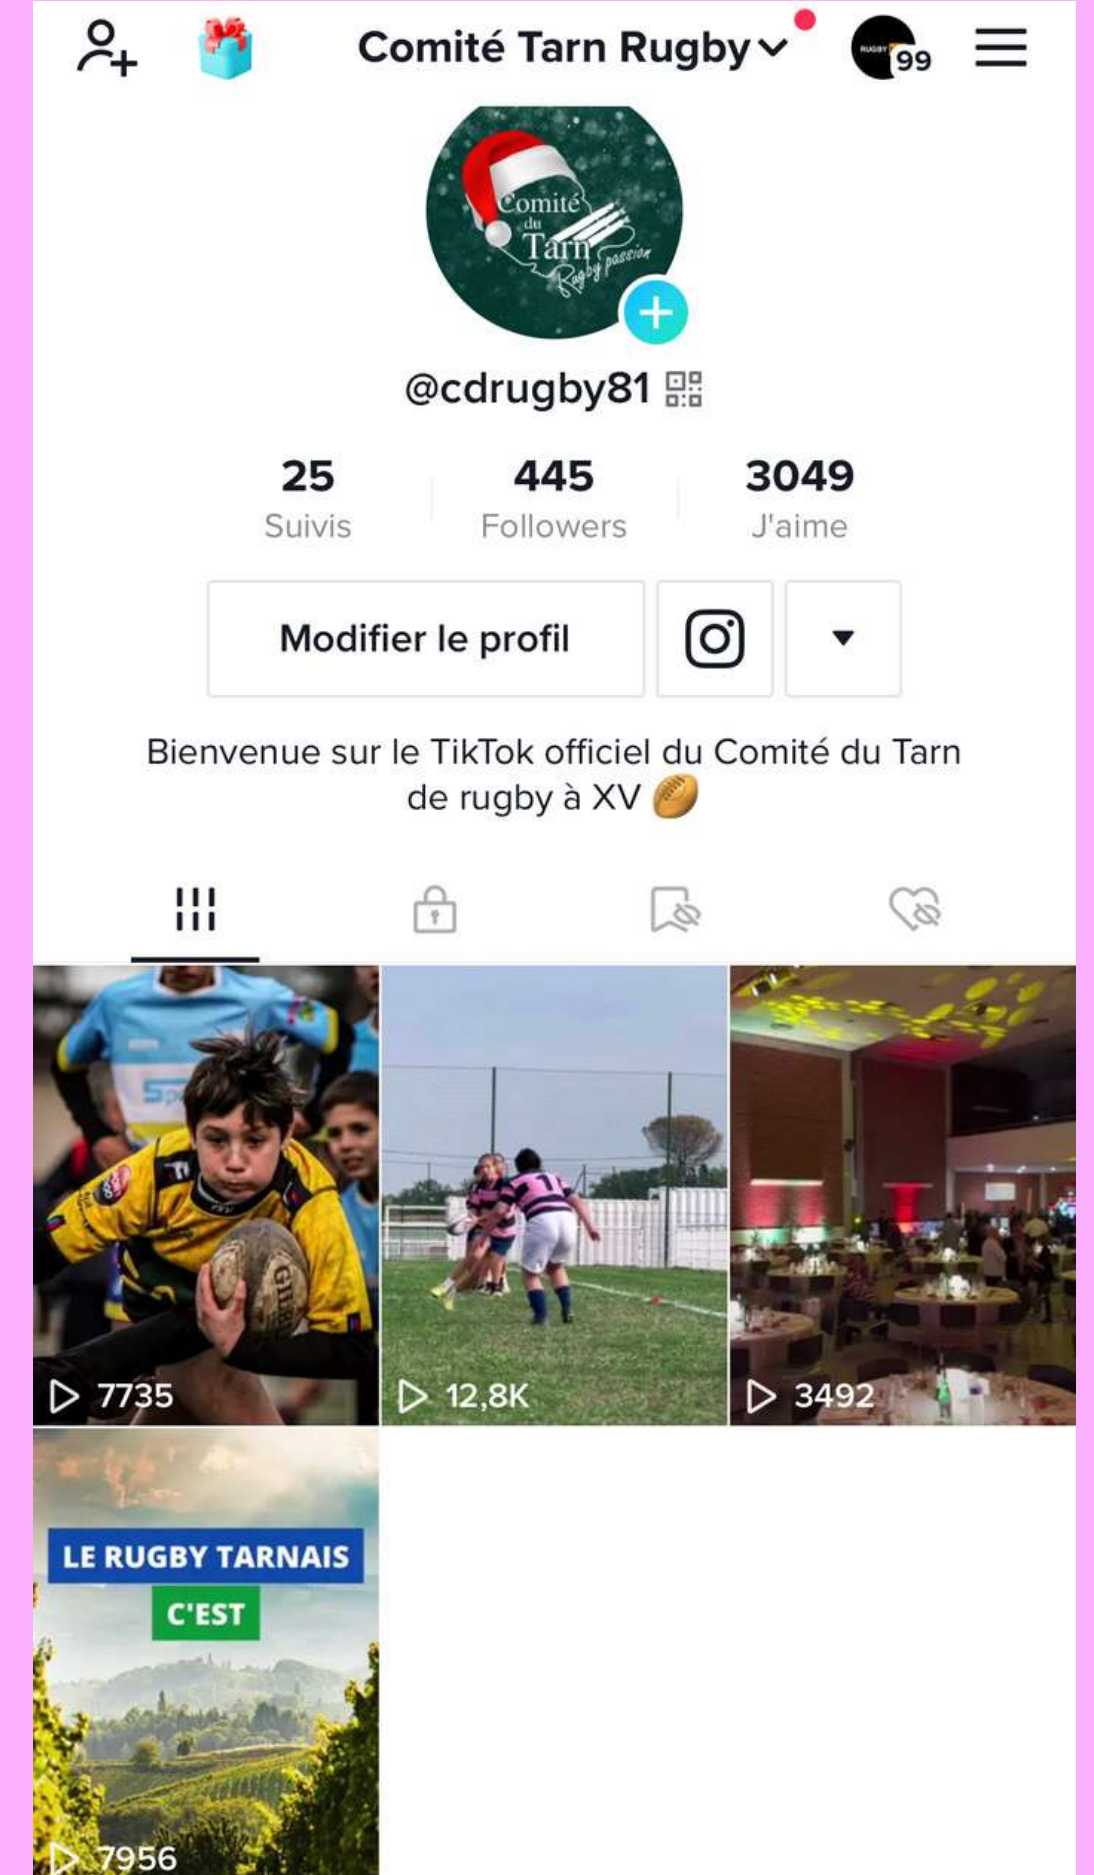 Comité Tarn Rugby
RUGBY
99
Comité
du
Tarn
Rugby passion
@cdrugby81
25
Suivis
445
Followers
3049
J'aime
Modifier le profil
Bienvenue sur le TikTok officiel du Comité du Tarn
de rugby à XV
7735
12,8K
3492
LE RUGBY TARNAIS
C'EST
7956